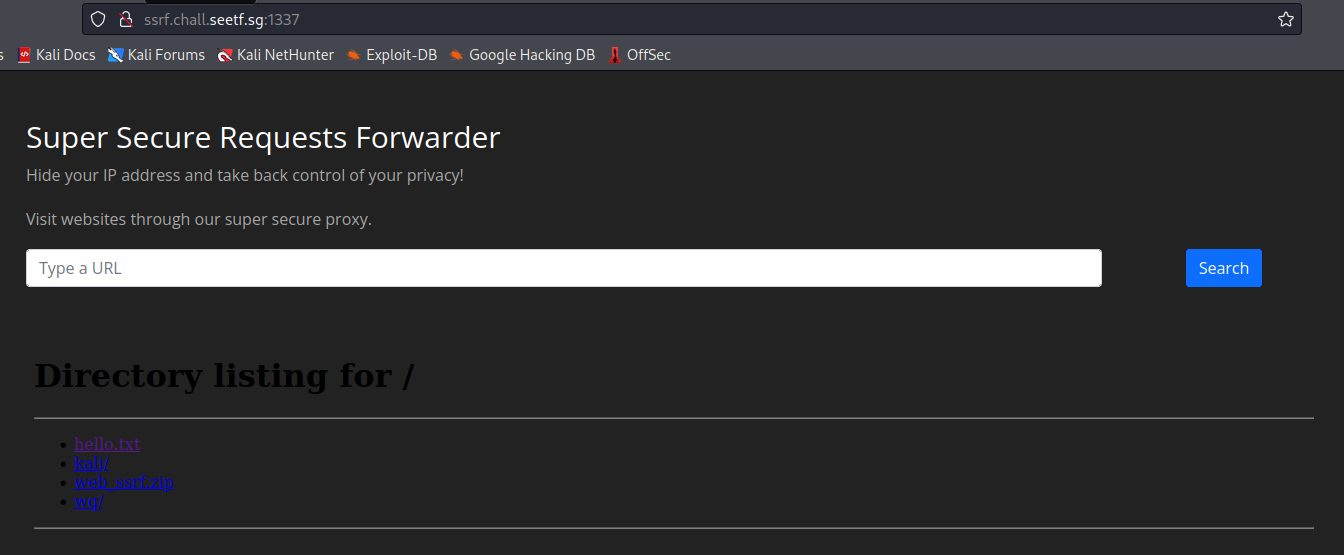 ssrf.chall.seetf.sg:1337
s Kali Docs Kali Forums Kali NetHunter Exploit-DB Google Hacking DB OffSec
Super Secure Requests Forwarder
Hide your IP address and take back control of your privacy!
Visit websites through our super secure proxy.
Type a URL Search
Directory listing for /
hello.txt
kali/
web_ssrf.zip
wq/